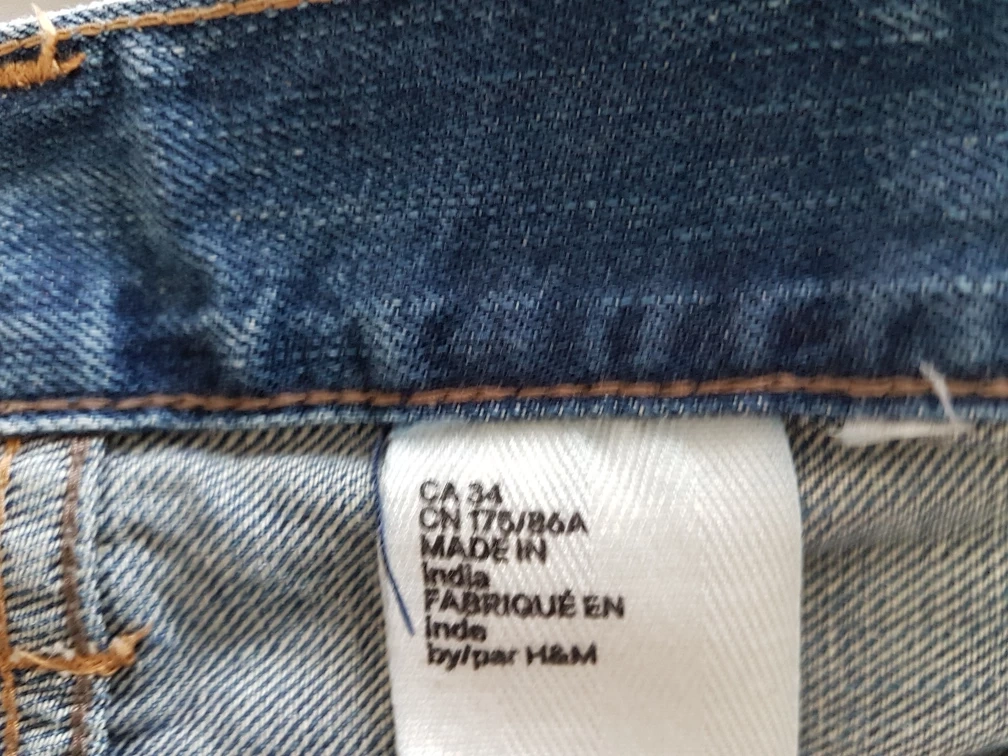 CA 34
CN 175/86A
MADE IN
India
FABRIQUÉ EN
Inde
by/par H&M